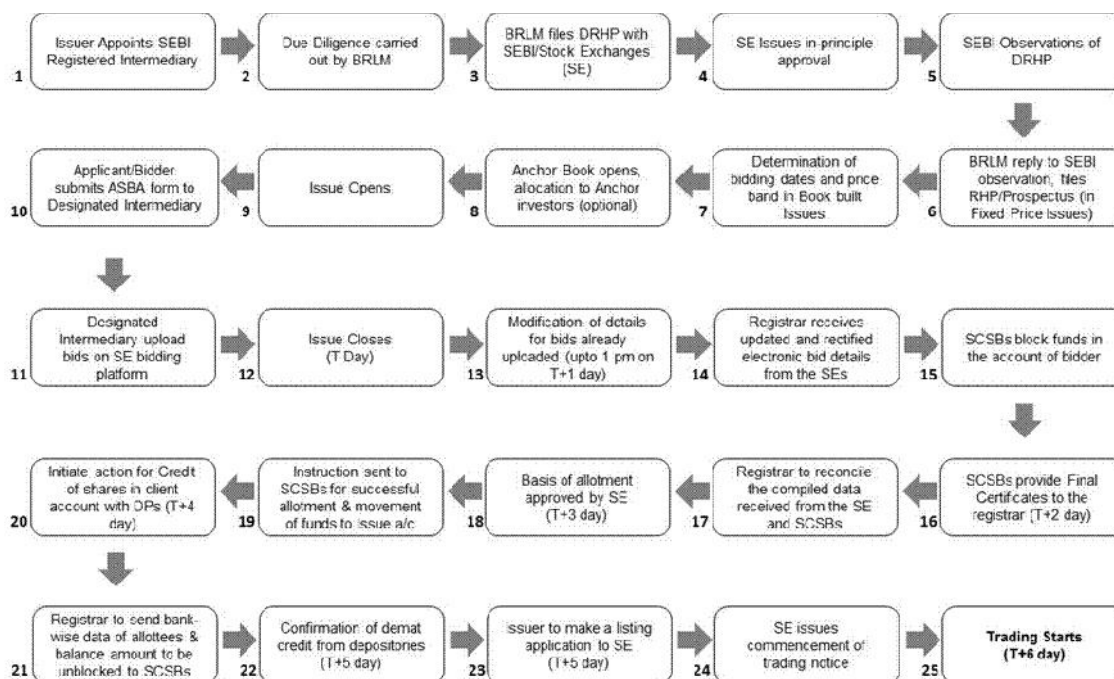 1
Issuer Appoints SEBI
Registered Intermediary
2
Due Diligence carried
out by BRLM
3
BRLM files DRHP with
SEBI/Stock Exchanges
(SE)
4
SE Issues in-principle
approval
5
SEBI Observations of
DRHP
6
BRLM reply to SEBI
observation, files
RHP/Prospectus (in
Fixed Price Issues)
7
Determination of
bidding dates and price
band in Book built
Issues
8
Anchor Book opens,
allocation to Anchor
investors (optional)
9
Issue Opens
10
Applicant/Bidder
submits ASBA form to
Designated Intermediary
11
Designated
Intermediary upload
bids on SE bidding
platform
12
Issue Closes
(T Day)
13
Modification of details
for bids already
uploaded (upto 1 pm on
T+1 day)
14
Registrar receives
updated and rectified
electronic bid details
from the SEs
15
SCSBs block funds in
the account of bidder
16
SCSBs provide Final
Certificates to the
registrar (T+2 day)
17
Registrar to reconcile
the compiled data
received from the SE
and SCSBs
18
Basis of allotment
approved by SE
(T+3 day)
19
Instruction sent to
SCSBs for successful
allotment & movement
of funds to Issue a/c
20
Initiate action for Credit
of shares in client
account with DPs (T+4
day)
21
Registrar to send bank-
wise data of allottees &
balance amount to be
unblocked to SCSBs
22
Confirmation of demat
credit from depositories
(T+5 day)
23
Issuer to make a listing
application to SE
(T+5 day)
24
SE issues
commencement of
trading notice
25
Trading Starts
(T+6 day)